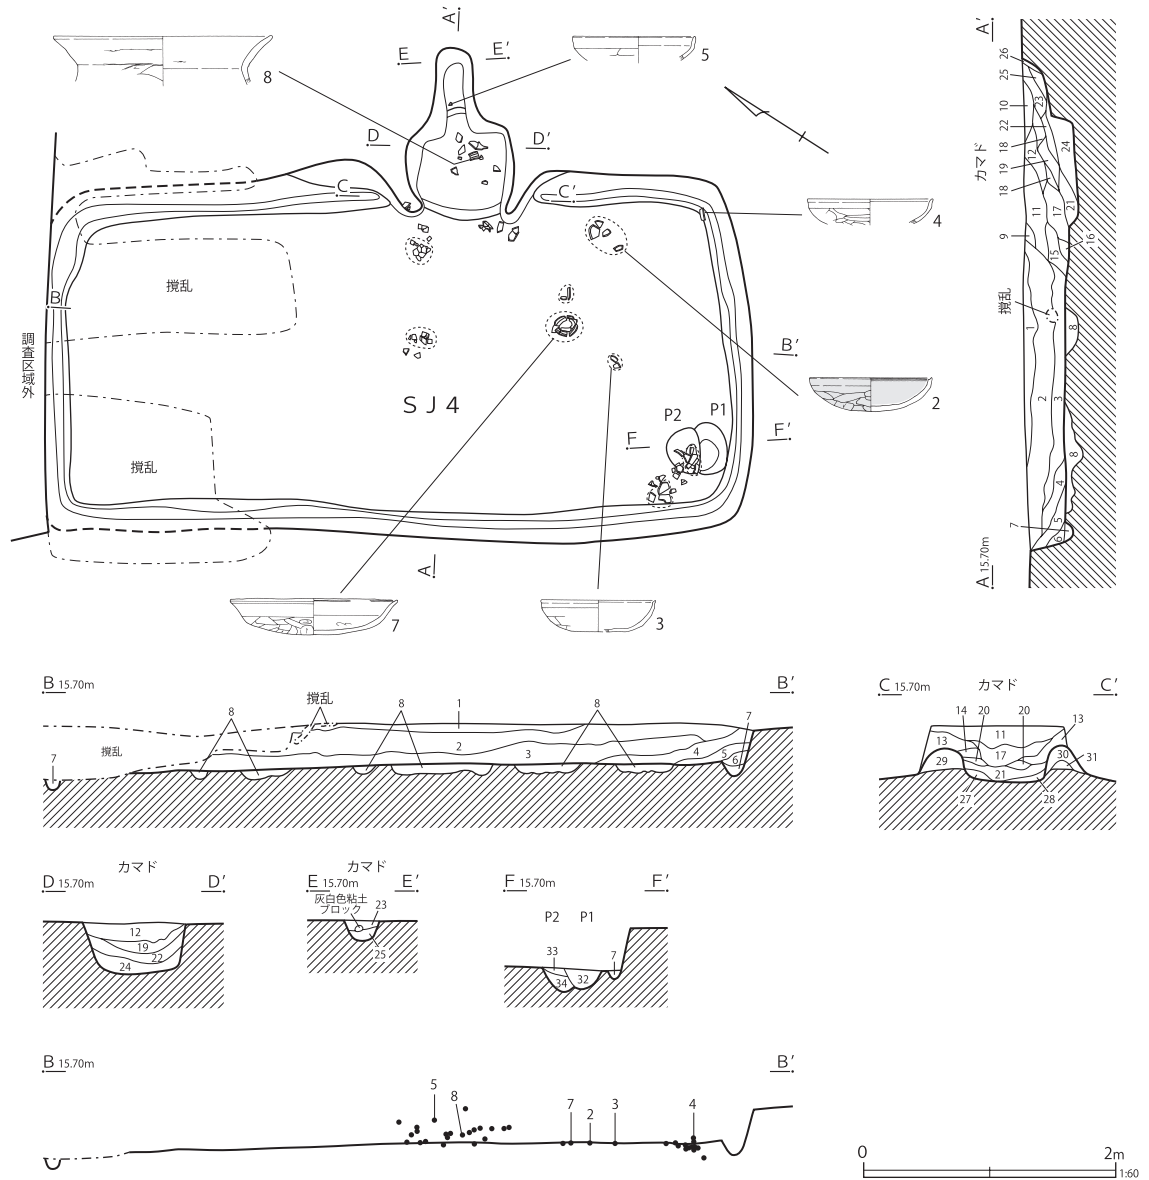 A′
E
E′
5
8
D
D′
C
C′
4
B
撹乱
調査区域外
B′
2
ＳＪ4
P2
P1
F
F′
撹乱
A
7
3
A′
カマド
26
25
10
23
22
18
12
24
19
18
11
17
21
9
15
16
撹乱
1
8
2
3
8
4
7
5
6
A 15.70m
B 15.70m
B′
撹乱
8
8
1
8
7
撹乱
7
2
3
4
5
6
C 15.70m
カマド
C′
14
20
20
13
13
11
29
17
30
31
21
27
28
カマド
D 15.70m
D′
12
19
22
24
カマド
E 15.70m
E′
灰白色粘土
ブロック
23
25
F 15.70m
F′
P2
P1
33
7
34
32
B 15.70m
B′
5
8
7
2
3
4
0
2m
1:60